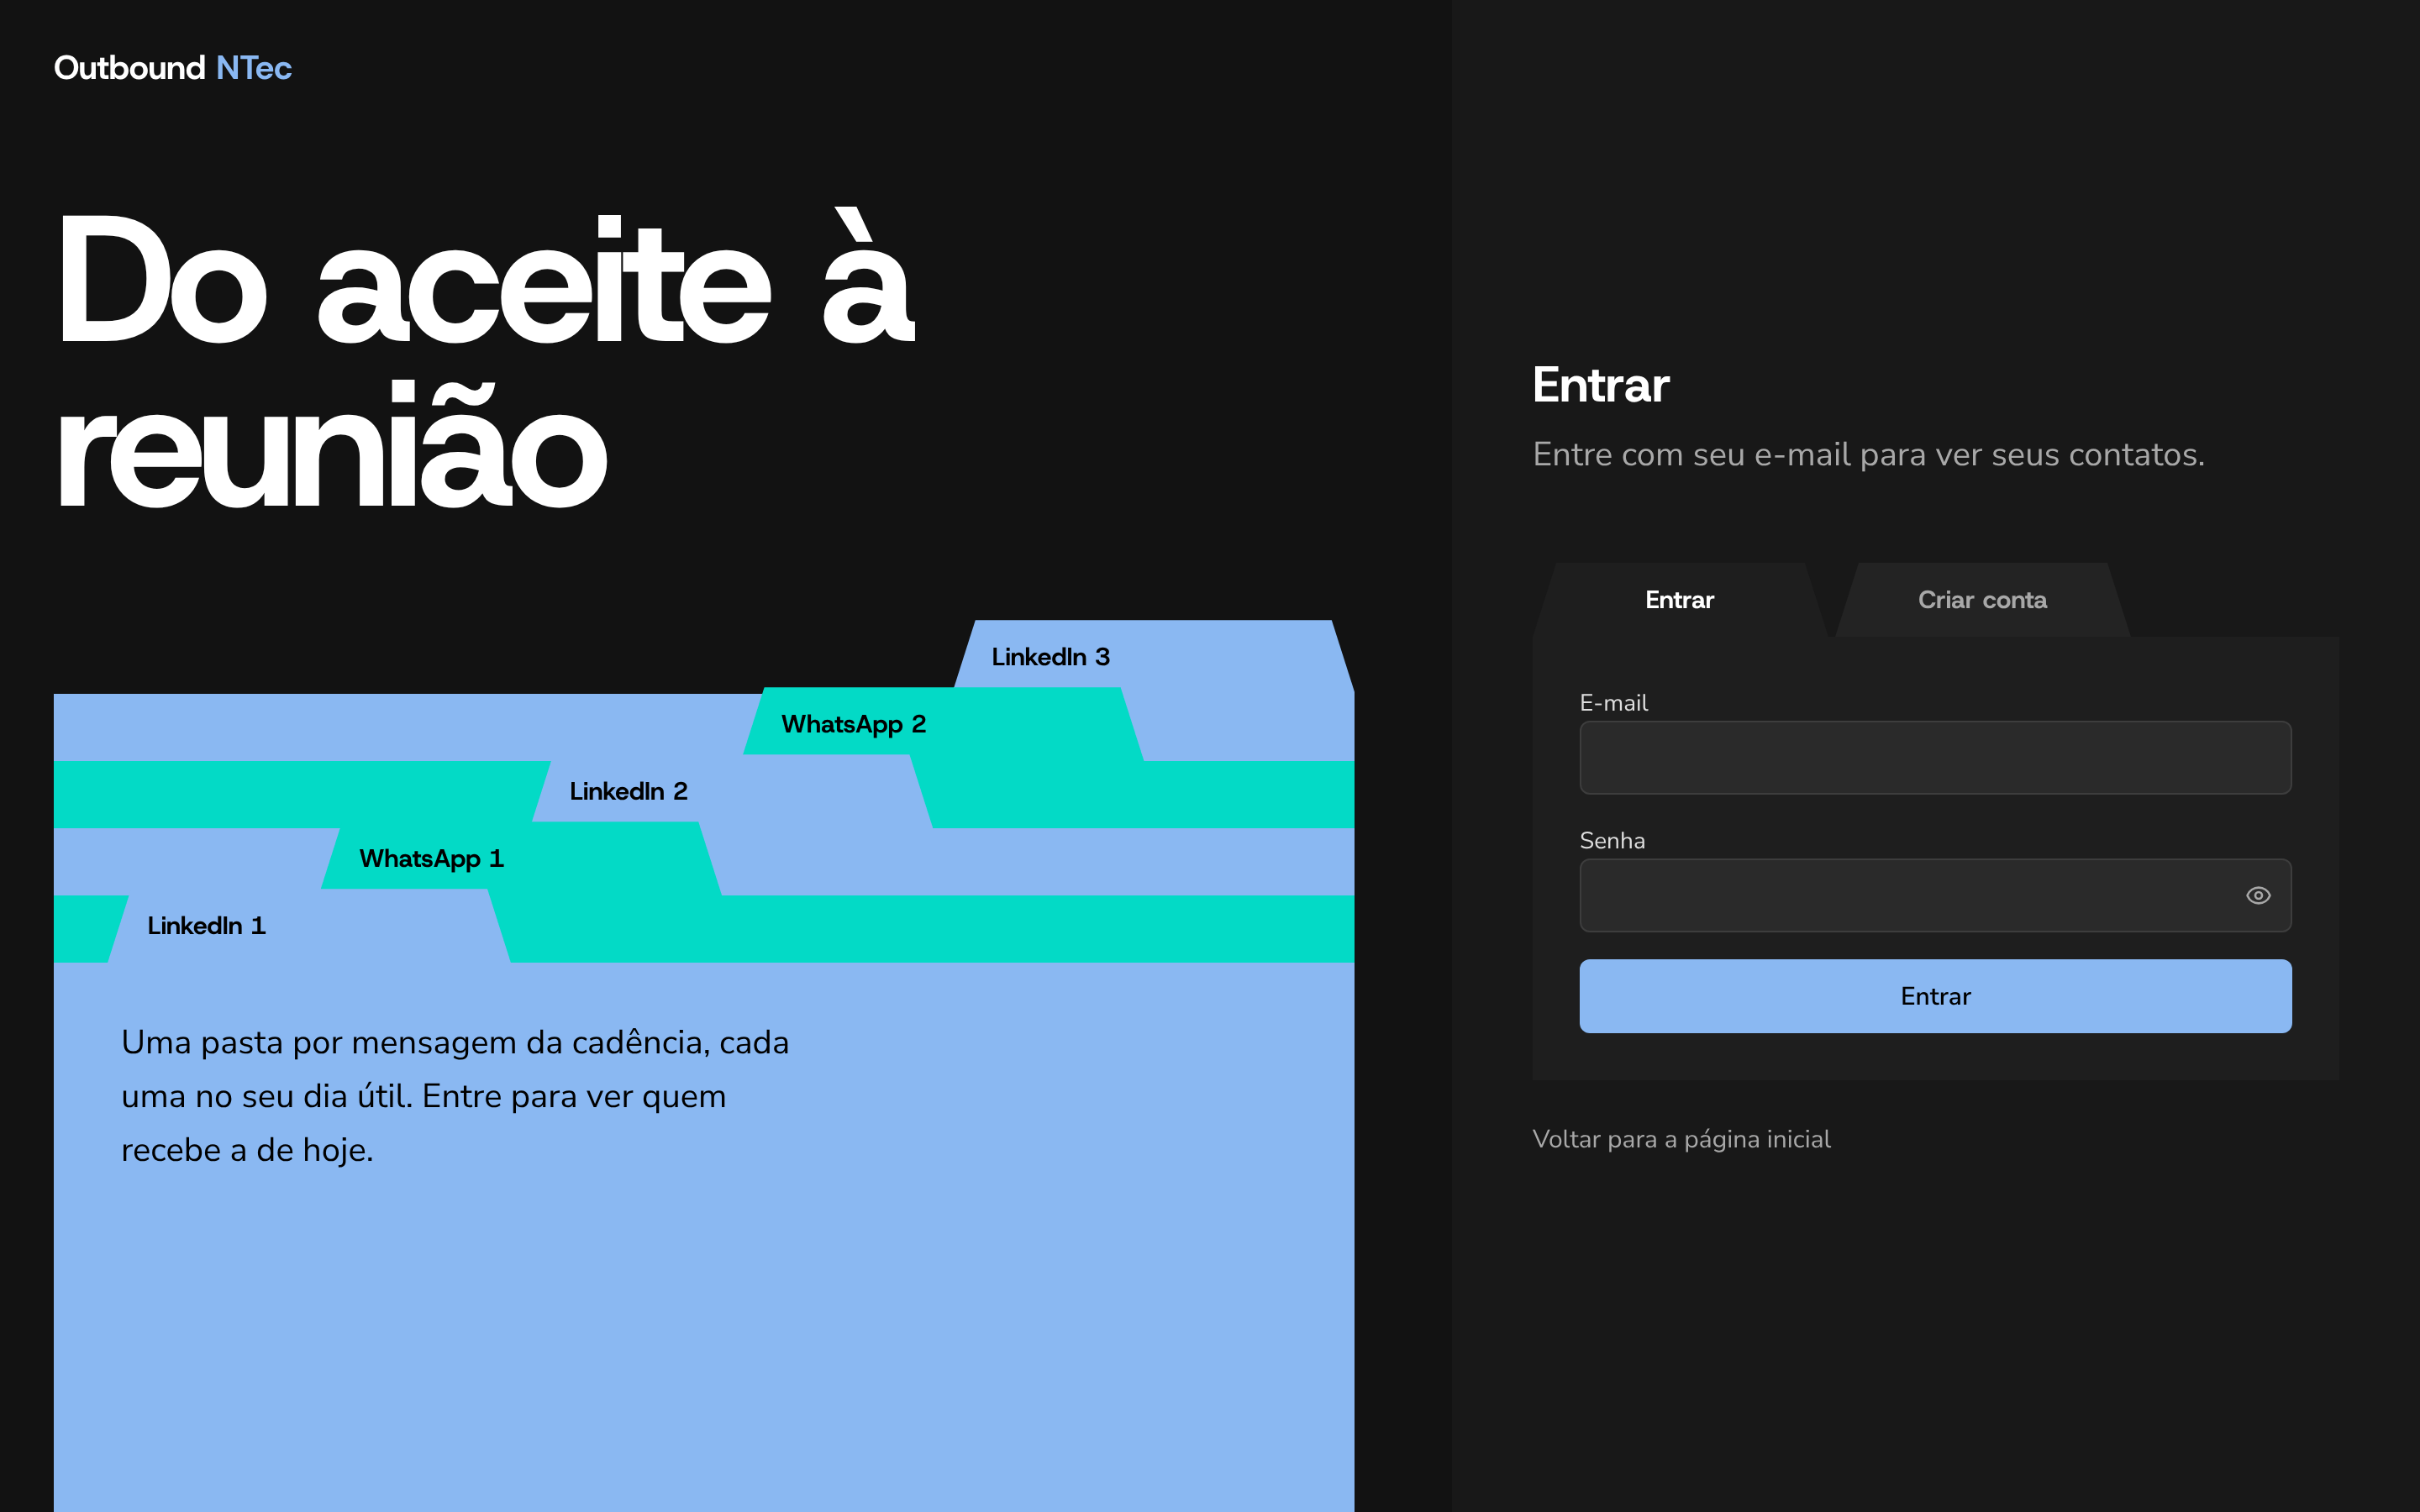 Outbound NTec
Do aceite à
reunião
LinkedIn 3
WhatsApp 2
LinkedIn 2
WhatsApp 1
LinkedIn 1
Uma pasta por mensagem da cadência, cada
uma no seu dia útil. Entre para ver quem
recebe a de hoje.
Entrar
Entre com seu e-mail para ver seus contatos.
Entrar
Criar conta
E-mail
Senha
Entrar
Voltar para a página inicial